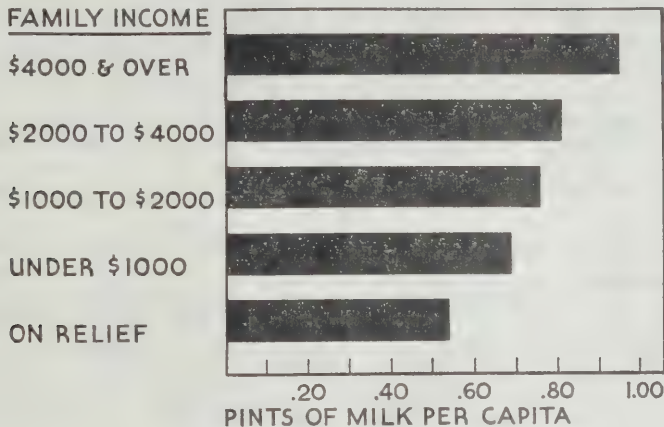 FAMILY INCOME
$4000 & OVER
$2000 TO $4000
$1000 TO $2000
UNDER $1000
ON RELIEF
.20 .40 .60 .80 1.00
PINTS OF MILK PER CAPITA